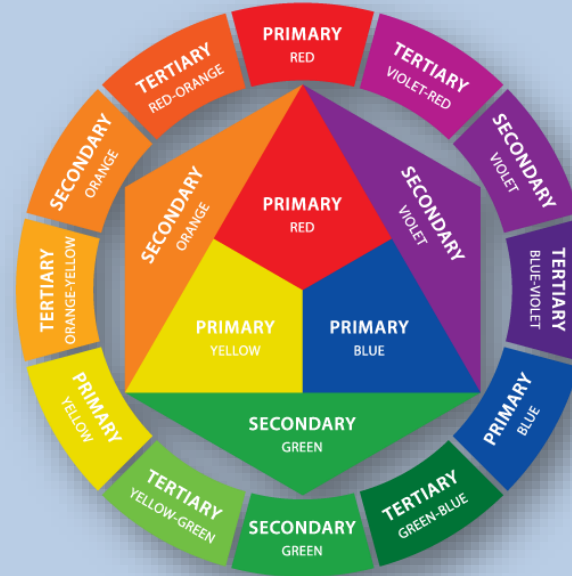 PRIMARY
RED
TERTIARY
VIOLET-RED
SECONDARY
VIOLET
TERTIARY
BLUE-VIOLET
PRIMARY
BLUE
TERTIARY
GREEN-BLUE
SECONDARY
GREEN
TERTIARY
YELLOW-GREEN
PRIMARY
YELLOW
TERTIARY
ORANGE-YELLOW
SECONDARY
ORANGE
TERTIARY
RED-ORANGE
PRIMARY
RED
SECONDARY
ORANGE
SECONDARY
VIOLET
PRIMARY
YELLOW
PRIMARY
BLUE
SECONDARY
GREEN